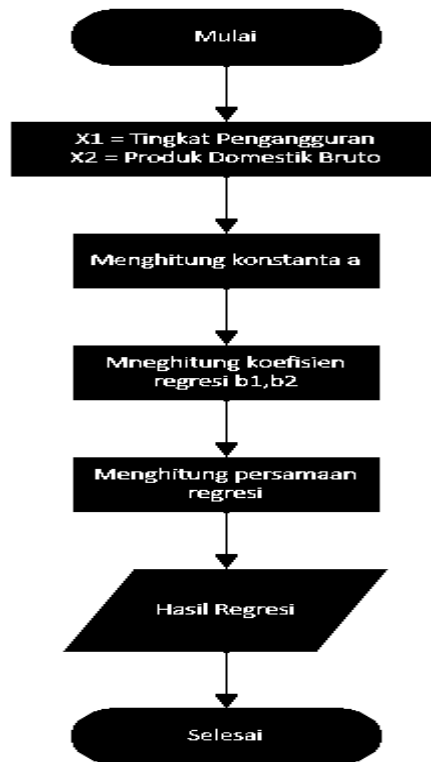 Mulai
X1 = Tingkat Pengangguran
X2 = Produk Domestik Bruto
Menghitung konstanta a
Mneghitung koefisien
regresi b1,b2
Menghitung persamaan
regresi
Hasil Regresi
Selesai